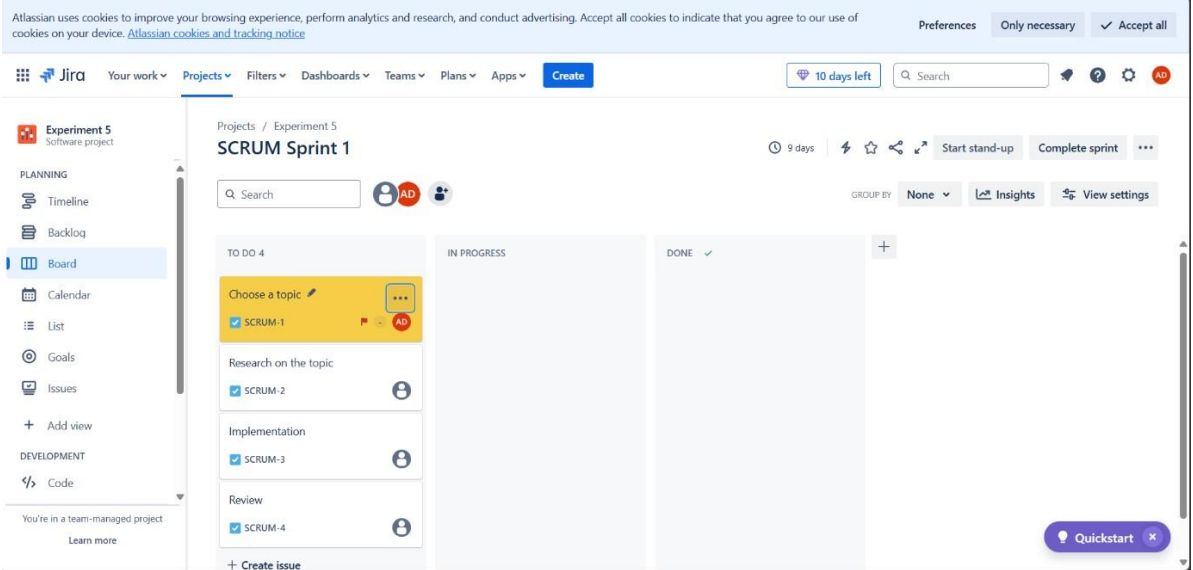 Atlassian uses cookies to improve your browsing experience, perform analytics and research, and conduct advertising. Accept all cookies to indicate that you agree to our use of
cookies on your device. Atlassian cookies and tracking notice
Preferences Only necessary Accept all
Jira Your work Projects Filters Dashboards Teams Plans Apps Create 10 days left Search AD
Experiment 5
Software project
PLANNING
Timeline
Backlog
Board
Calendar
List
Goals
Issues
Add view
DEVELOPMENT
Code
You're in a team-managed project
Learn more
Projects / Experiment 5
SCRUM Sprint 1
9 days Start stand-up Complete sprint
Search AD
GROUP BY None Insights View settings
TO DO 4
Choose a topic
SCRUM-1 - AD
Research on the topic
SCRUM-2
Implementation
SCRUM-3
Review
SCRUM-4
+ Create issue
IN PROGRESS
DONE
Quickstart